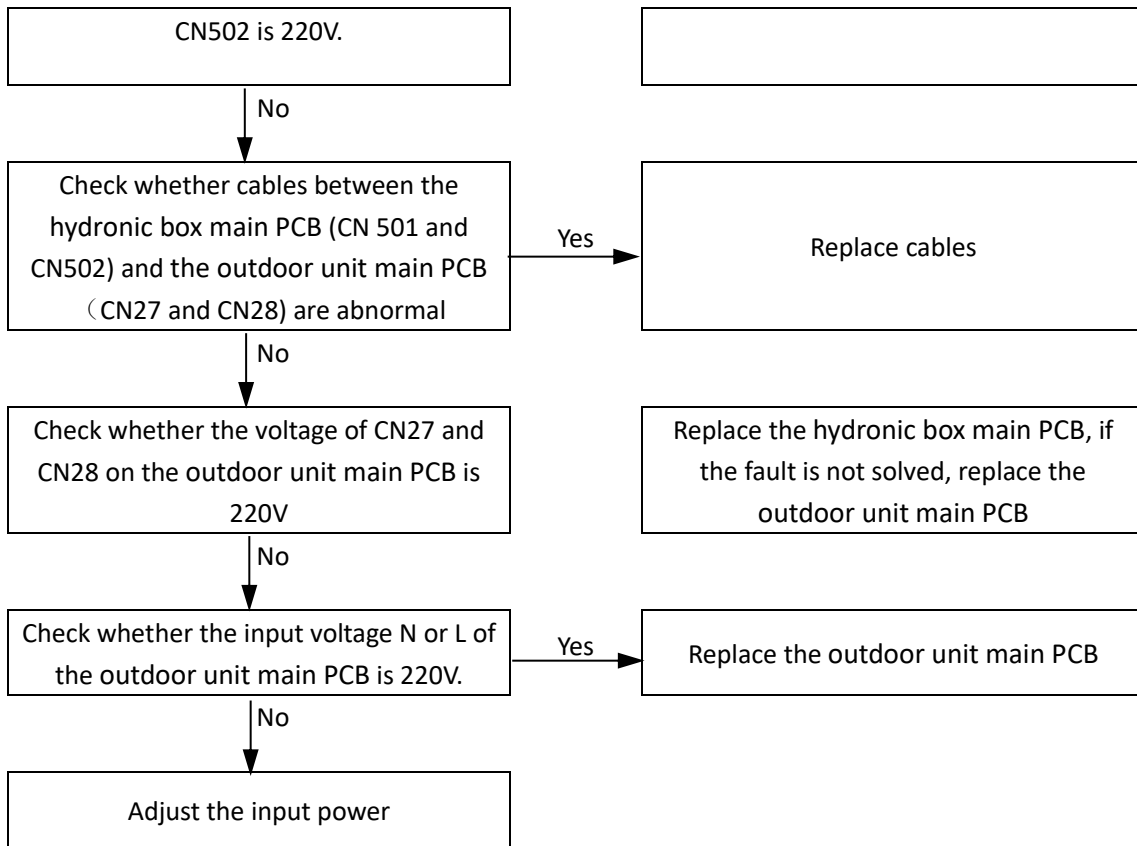 CN502 is 220V.
No
Check whether cables between the
hydronic box main PCB (CN 501 and
CN502) and the outdoor unit main PCB
（CN27 and CN28) are abnormal
Yes
Replace cables
No
Check whether the voltage of CN27 and
CN28 on the outdoor unit main PCB is
220V
Replace the hydronic box main PCB, if
the fault is not solved, replace the
outdoor unit main PCB
No
Check whether the input voltage N or L of
the outdoor unit main PCB is 220V.
Yes
Replace the outdoor unit main PCB
No
Adjust the input power